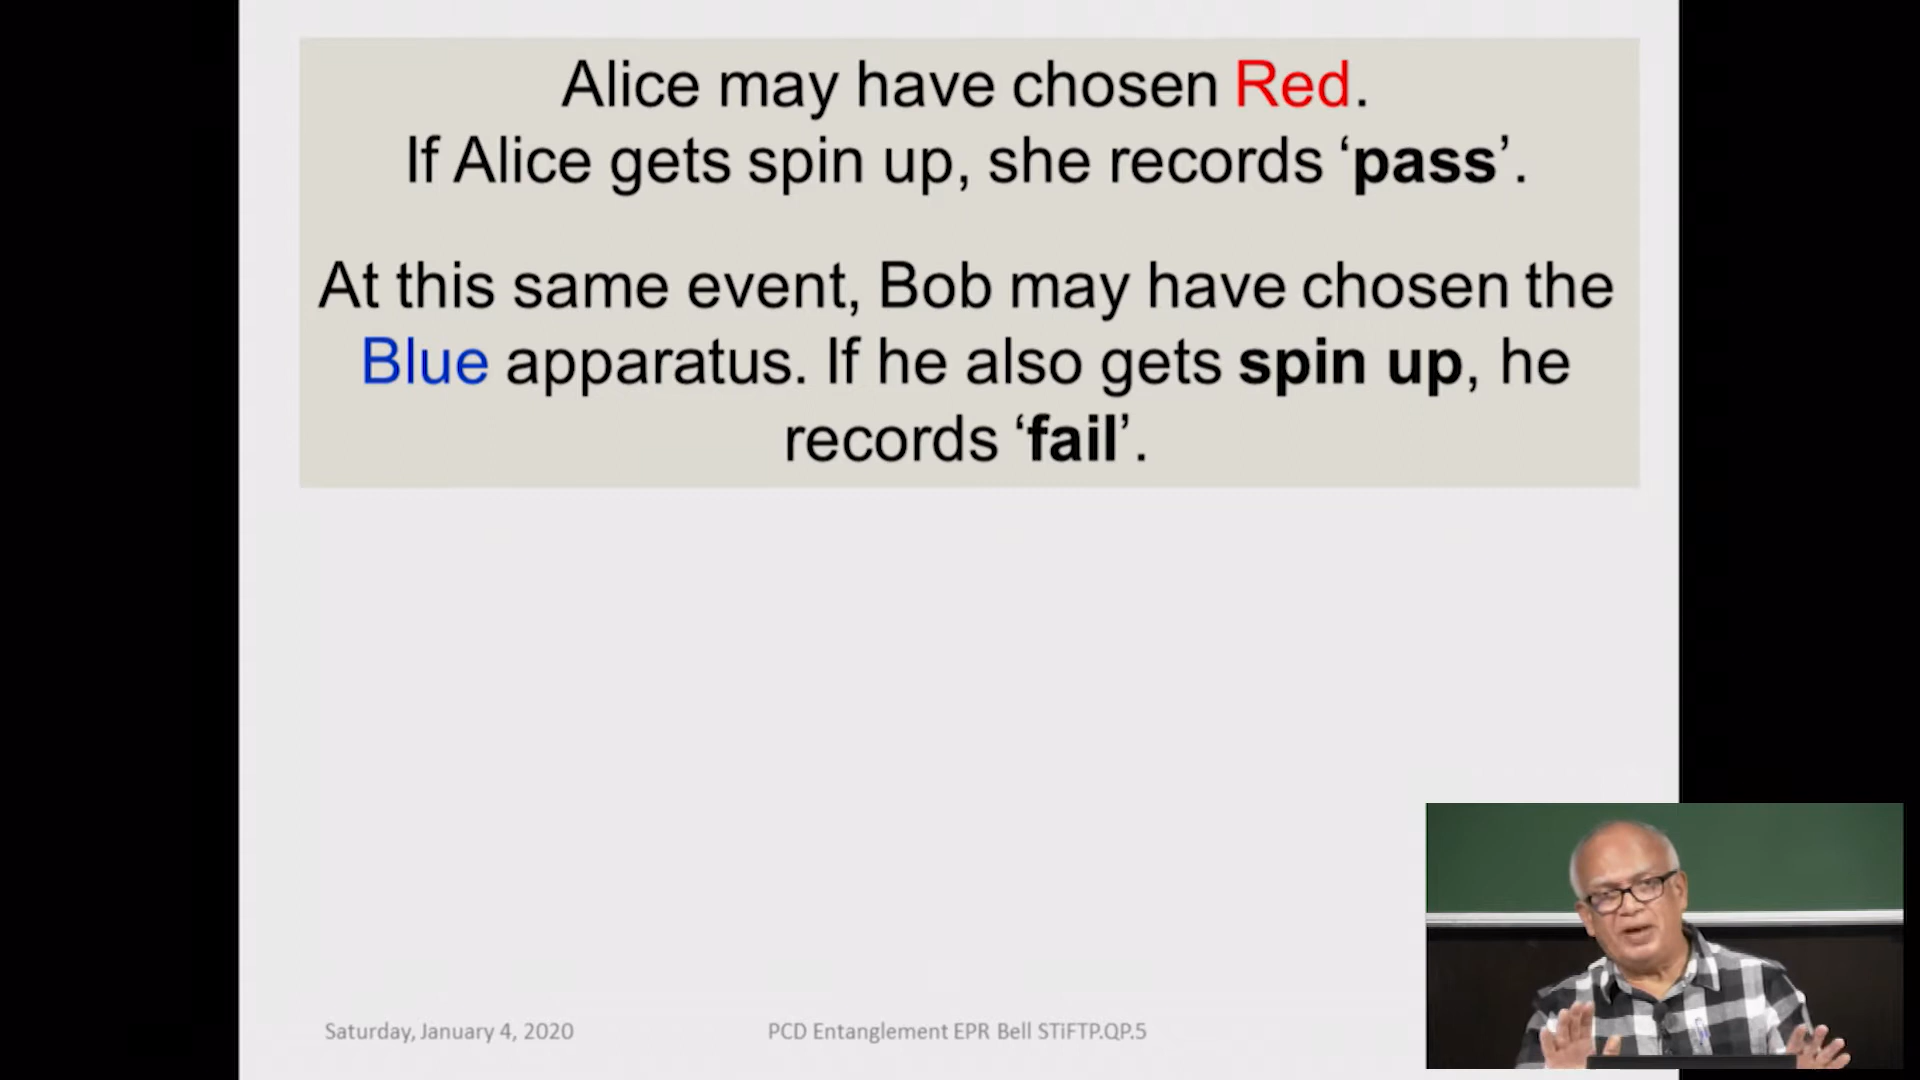 Alice may have chosen Red.
If Alice gets spin up, she records ‘pass’.
At this same event, Bob may have chosen the
Blue apparatus. If he also gets spin up, he
records ‘fail’.
Saturday, January 4, 2020
PCD Entanglement EPR Bell STiFTP.QP.5